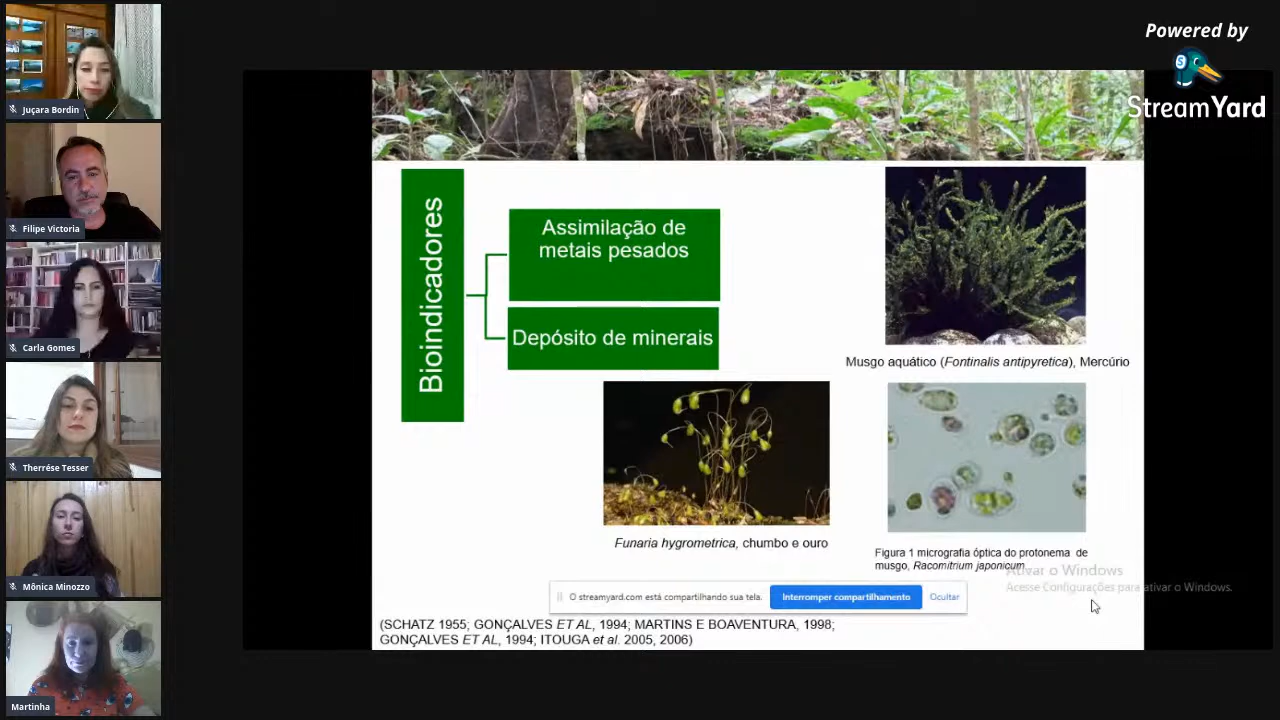 Powered by
StreamYard
Juçara Bordin
Filipe Victoria
Carla Gomes
Therrése Tesser
Mônica Minozzo
Martinha
Bioindicadores
Assimilação de
metais pesados
Depósito de minerais
Musgo aquático (Fontinalis antipyretica), Mercúrio
Funaria hygrometrica, chumbo e ouro
Figura 1 micrografia óptica do protonema de
musgo, Racomitrium japonicum
Ativar o Windows
Acesse Configurações para ativar o Windows.
O streamyard.com está compartilhando sua tela.
Interromper compartilhamento
Ocultar
(SCHATZ 1955; GONÇALVES ET AL, 1994; MARTINS E BOAVENTURA, 1998;
GONÇALVES ET AL, 1994; ITOUGA et al. 2005, 2006)